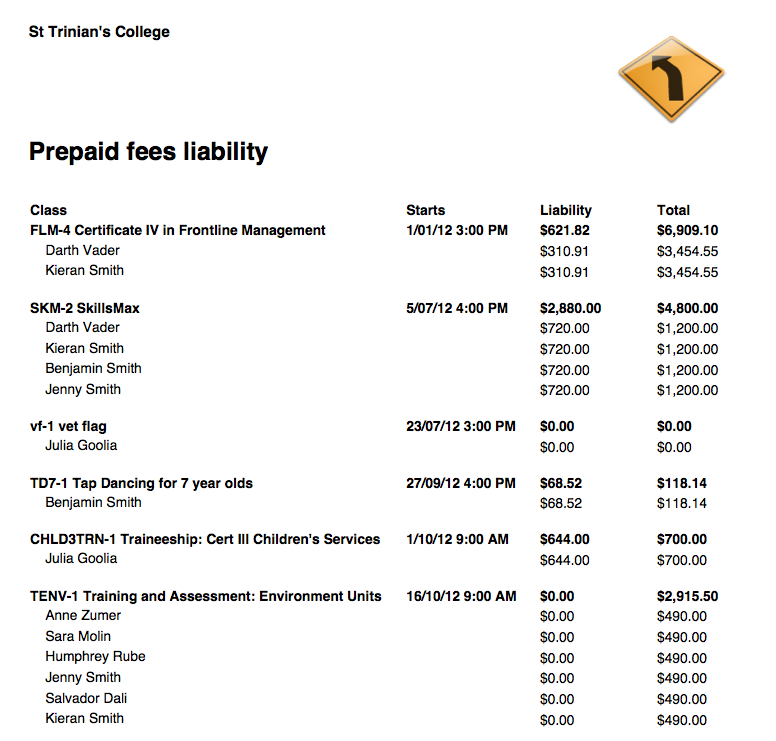 St Trinian's College
Prepaid fees liability
Class Starts Liability Total
FLM-4 Certificate IV in Frontline Management 1/01/12 3:00 PM $621.82 $6,909.10
Darth Vader $310.91 $3,454.55
Kieran Smith $310.91 $3,454.55
SKM-2 SkillsMax 5/07/12 4:00 PM $2,880.00 $4,800.00
Darth Vader $720.00 $1,200.00
Kieran Smith $720.00 $1,200.00
Benjamin Smith $720.00 $1,200.00
Jenny Smith $720.00 $1,200.00
vf-1 vet flag 23/07/12 3:00 PM $0.00 $0.00
Julia Goolia $0.00 $0.00
TD7-1 Tap Dancing for 7 year olds 27/09/12 4:00 PM $68.52 $118.14
Benjamin Smith $68.52 $118.14
CHLD3TRN-1 Traineeship: Cert III Children's Services 1/10/12 9:00 AM $644.00 $700.00
Julia Goolia $644.00 $700.00
TENV-1 Training and Assessment: Environment Units 16/10/12 9:00 AM $0.00 $2,915.50
Anne Zumer $0.00 $490.00
Sara Molin $0.00 $490.00
Humphrey Rube $0.00 $490.00
Jenny Smith $0.00 $490.00
Salvador Dali $0.00 $490.00
Kieran Smith $0.00 $490.00